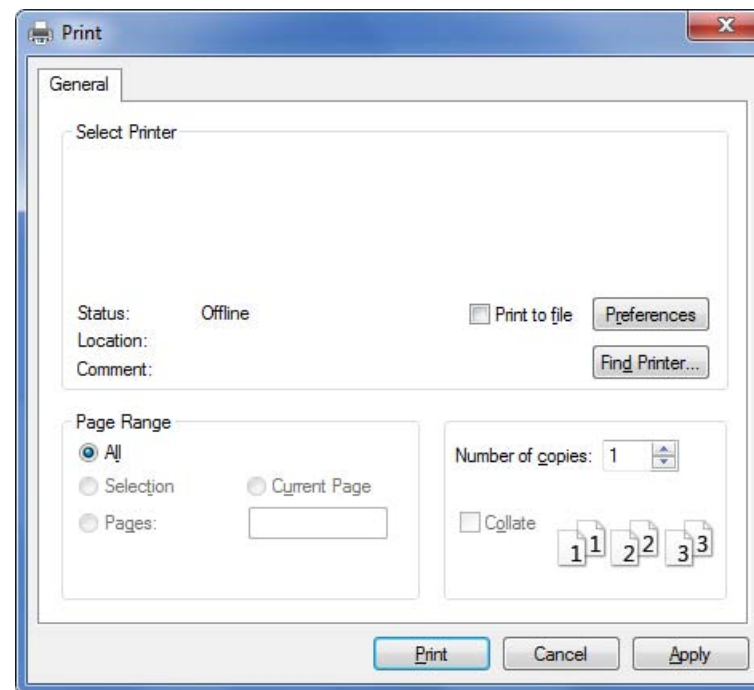 Print
General
Select Printer
Status: Offline
Print to file
Preferences
Location:
Comment:
Find Printer...
Page Range
All
Selection
Current Page
Pages:
Number of copies: 1
Collate
1 1 2 2 3 3
Print
Cancel
Apply